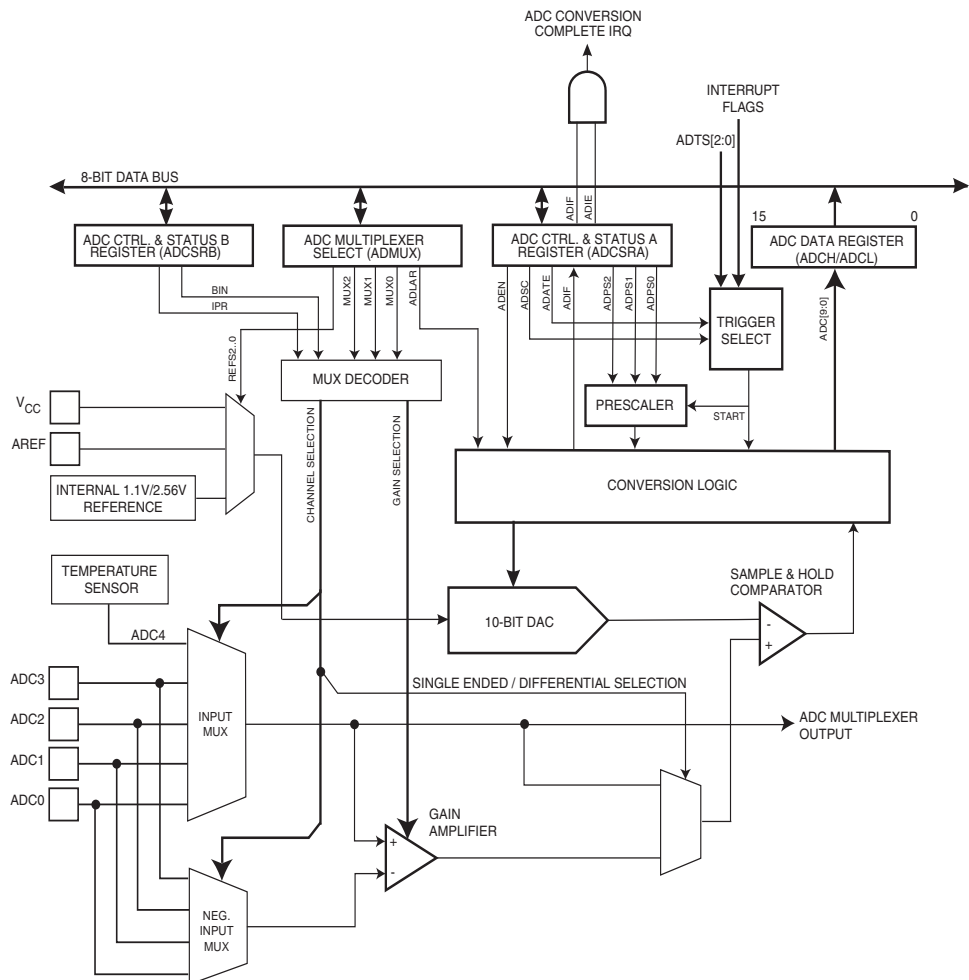 ADC CONVERSION
COMPLETE IRQ
INTERRUPT
FLAGS
ADTS[2:0]
8-BIT DATA BUS
ADIF
ADIE
15
0
ADC CTRL. & STATUS B
REGISTER (ADCSRB)
ADC MULTIPLEXER
SELECT (ADMUX)
ADC CTRL. & STATUS A
REGISTER (ADCSRA)
ADC DATA REGISTER
(ADCH/ADCL)
BIN
IPR
REFS2..0
MUX2
MUX1
MUX0
ADLAR
ADEN
ADSC
ADATE
ADIF
ADPS2
ADPS1
ADPS0
TRIGGER
SELECT
ADC[9:0]
MUX DECODER
PRESCALER
START
VCC
AREF
INTERNAL 1.1V/2.56V
REFERENCE
CHANNEL SELECTION
GAIN SELECTION
CONVERSION LOGIC
TEMPERATURE
SENSOR
ADC4
10-BIT DAC
SAMPLE & HOLD
COMPARATOR
-
+
ADC3
ADC2
ADC1
ADC0
INPUT
MUX
SINGLE ENDED / DIFFERENTIAL SELECTION
ADC MULTIPLEXER
OUTPUT
GAIN
AMPLIFIER
+
-
NEG.
INPUT
MUX